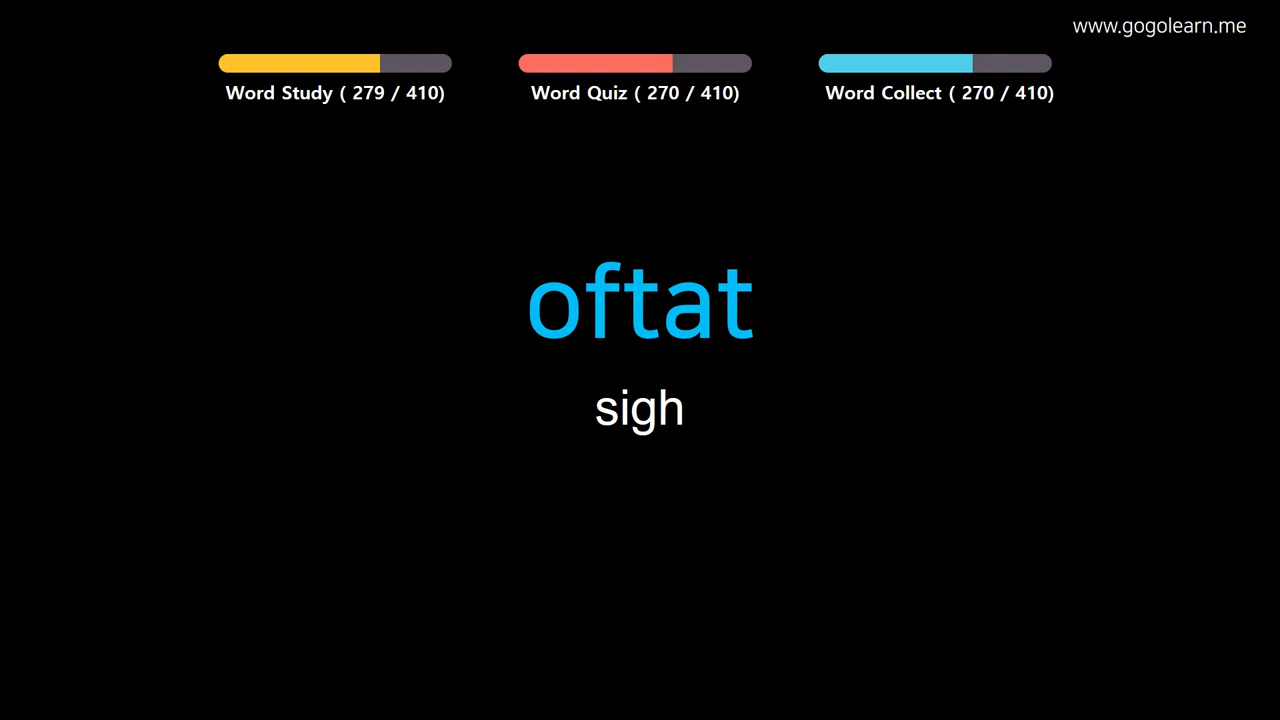 www.gogolearn.me
Word Study ( 279 / 410)
Word Quiz ( 270 / 410)
Word Collect ( 270 / 410)
oftat
sigh